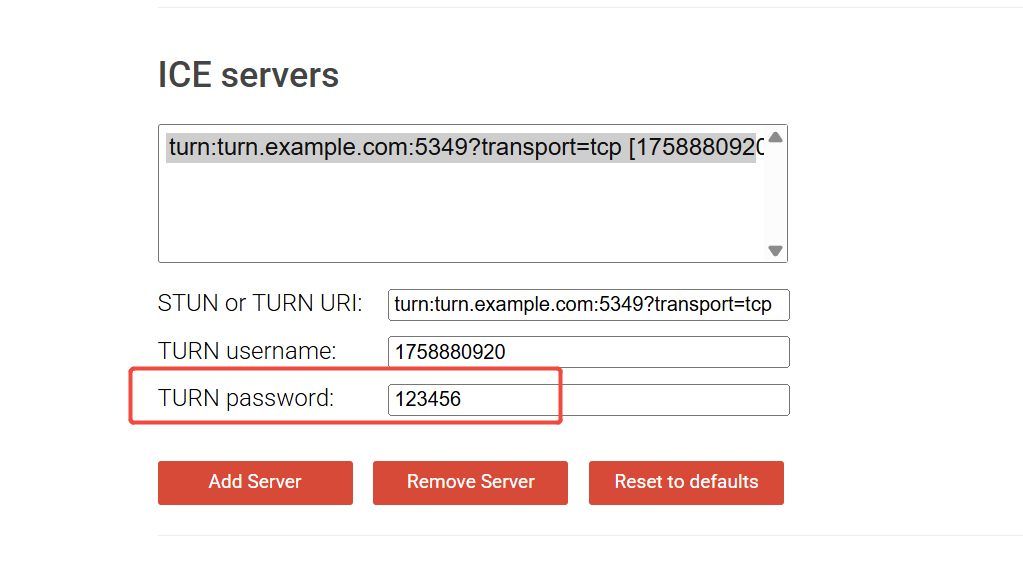 ICE servers
turn:turn.example.com:5349?transport=tcp [1758880920
STUN or TURN URI: turn:turn.example.com:5349?transport=tcp
TURN username: 1758880920
TURN password: 123456
Add Server Remove Server Reset to defaults